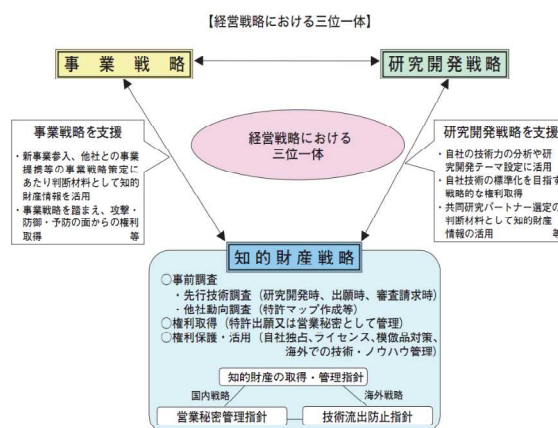 【経営戦略における三位一体】
事業戦略
研究開発戦略
経営戦略における
三位一体
事業戦略を支援
・新事業参入、他社との事業
提携等の事業戦略策定に
あたり判断材料として知的
財産情報を活用
・事業戦略を踏まえ、攻撃・
防御・予防の面からの権利
取得 等
研究開発戦略を支援
・自社の技術力の分析や研
究開発テーマ設定に活用
・自社技術の標準化を目指す
戦略的な権利取得
・共同研究パートナー選定の
判断材料として知的財産
情報の活用 等
知的財産戦略
○事前調査
・先行技術調査（研究開発時、出願時、審査請求時）
・他社動向調査（特許マップ作成等）
○権利取得（特許出願又は営業秘密として管理）
○権利保護・活用（自社独占、ライセンス、模倣品対策、
海外での技術・ノウハウ管理）
知的財産の取得・管理指針
国内戦略
海外戦略
営業秘密管理指針
技術流出防止指針